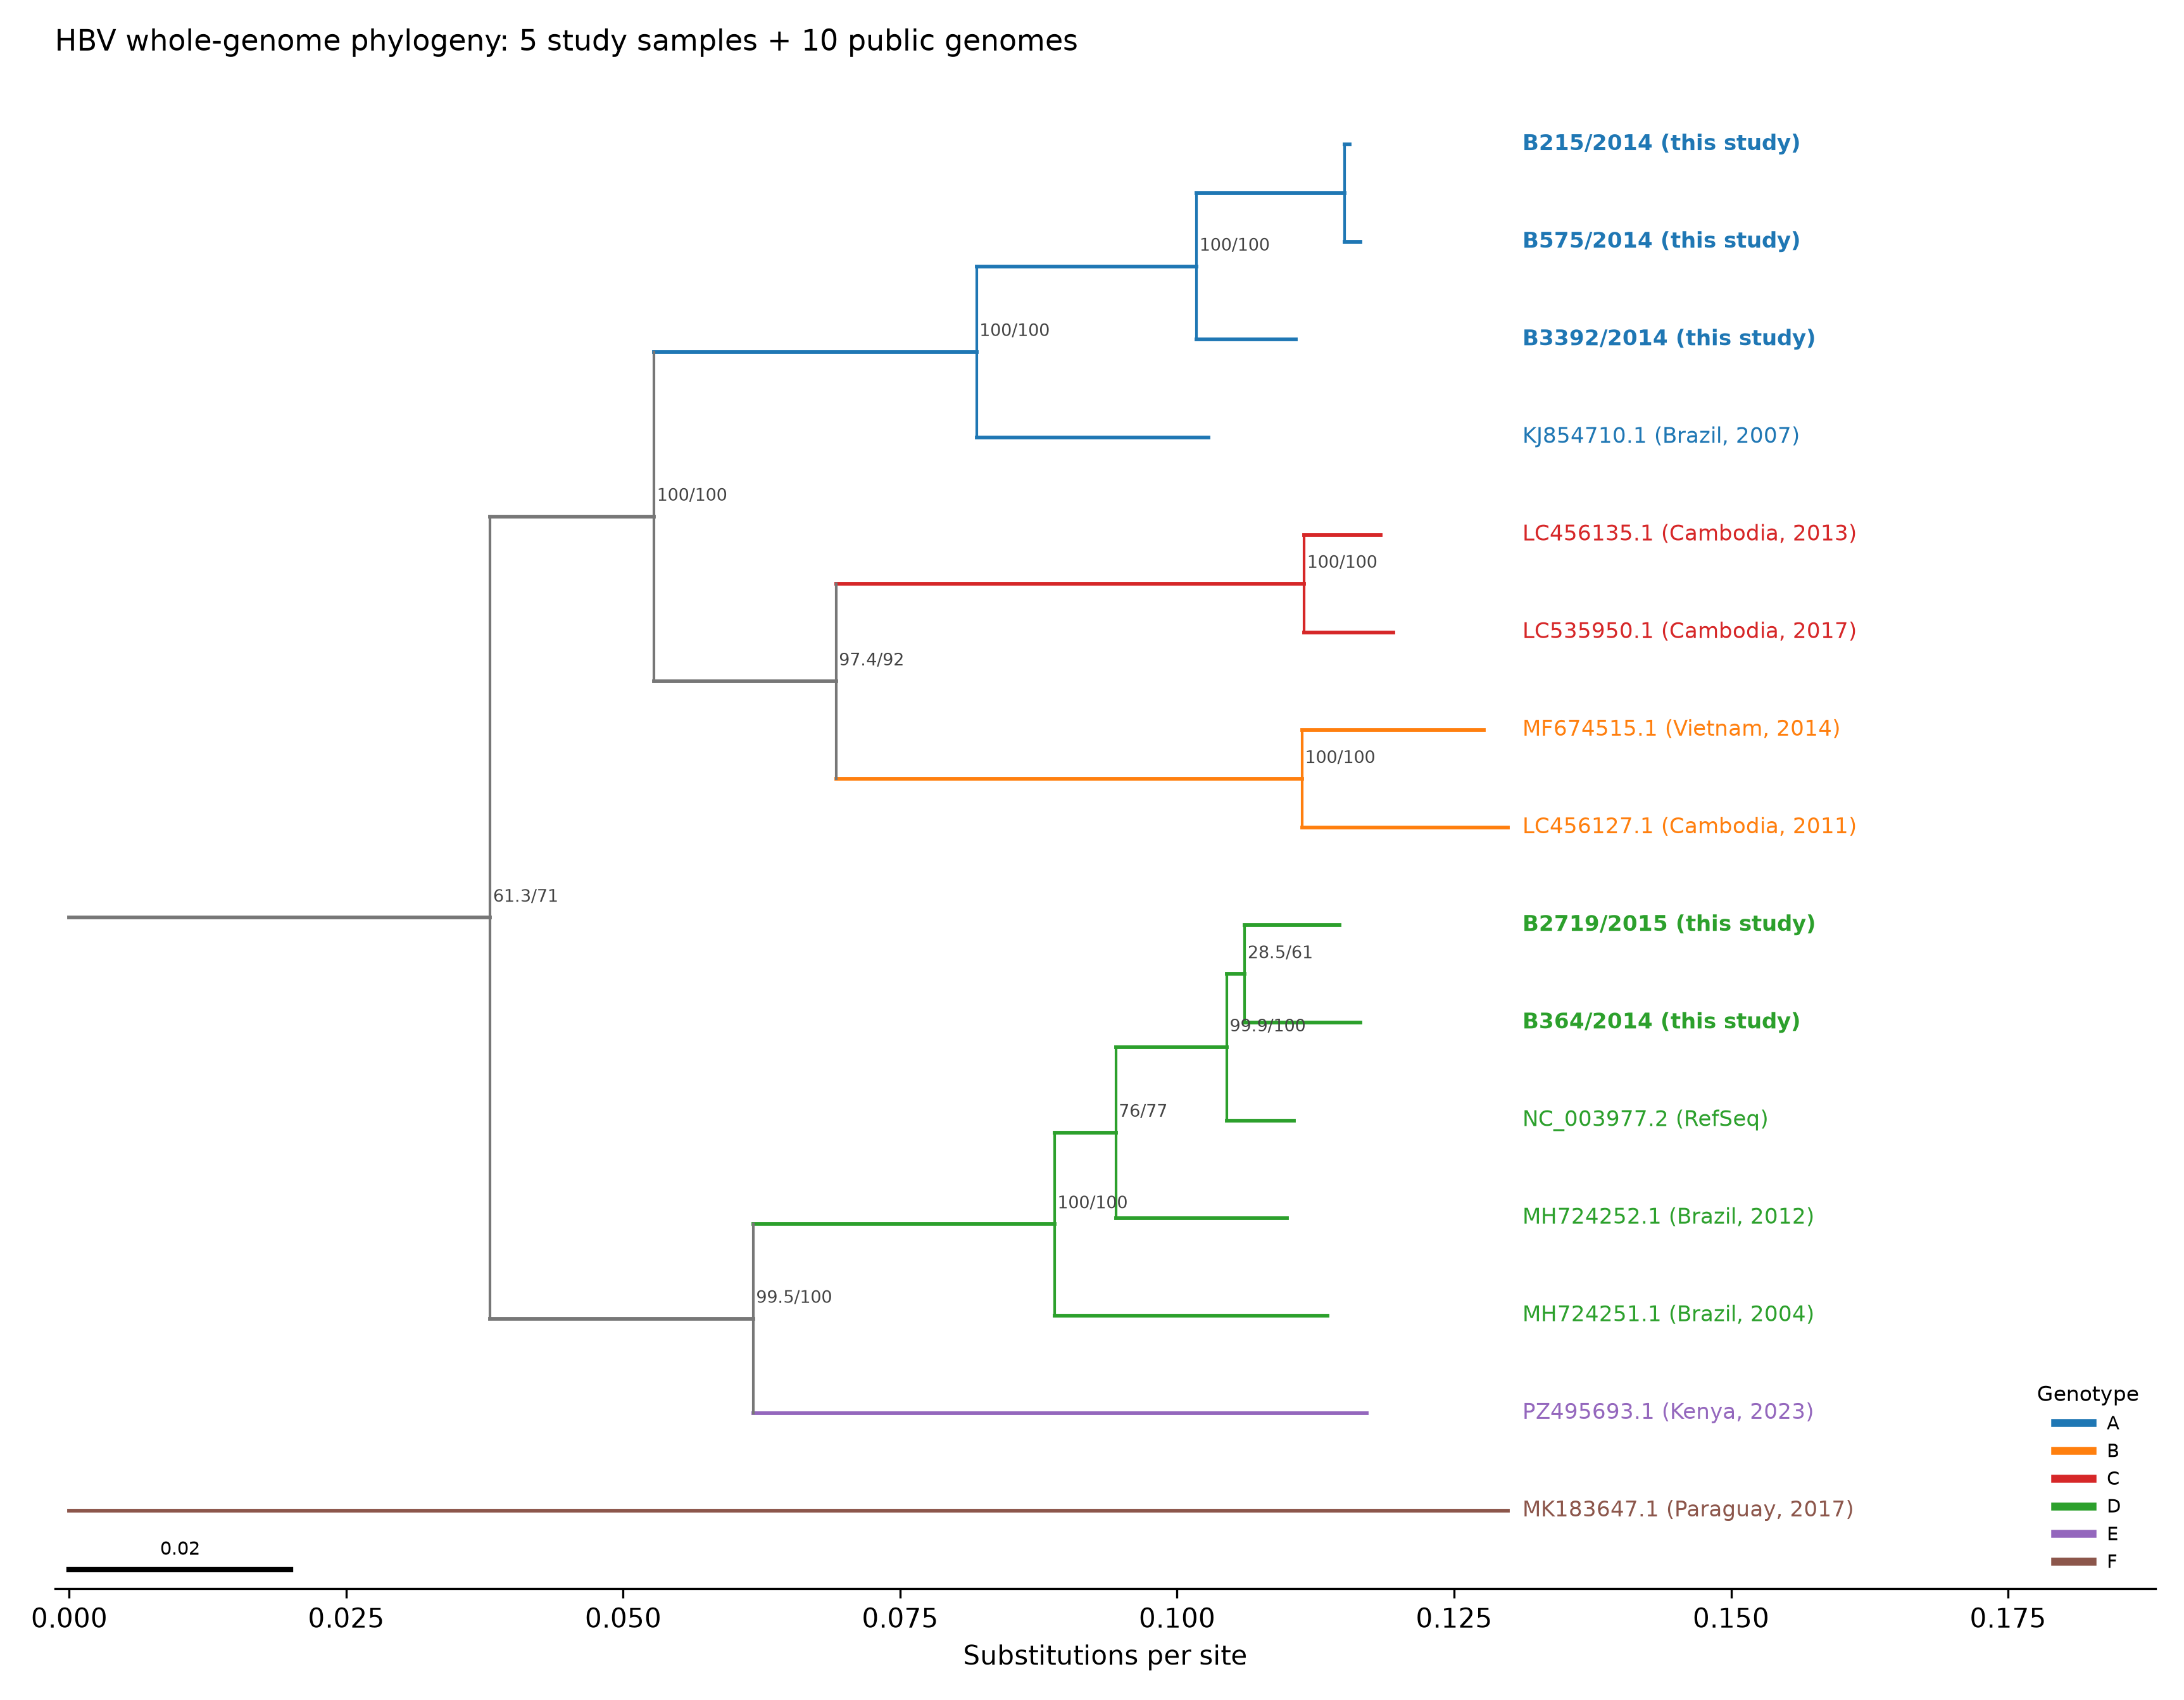 HBV whole-genome phylogeny: 5 study samples + 10 public genomes
B215/2014 (this study)
B575/2014 (this study)
100/100
B3392/2014 (this study)
100/100
KJ854710.1 (Brazil, 2007)
100/100
LC456135.1 (Cambodia, 2013)
100/100
LC535950.1 (Cambodia, 2017)
97.4/92
MF674515.1 (Vietnam, 2014)
100/100
LC456127.1 (Cambodia, 2011)
61.3/71
B2719/2015 (this study)
28.5/61
B364/2014 (this study)
99.9/100
NC_003977.2 (RefSeq)
76/77
MH724252.1 (Brazil, 2012)
100/100
MH724251.1 (Brazil, 2004)
99.5/100
PZ495693.1 (Kenya, 2023)
MK183647.1 (Paraguay, 2017)
Genotype
A
B
C
D
E
F
0.02
0.000 0.025 0.050 0.075 0.100 0.125 0.150 0.175
Substitutions per site